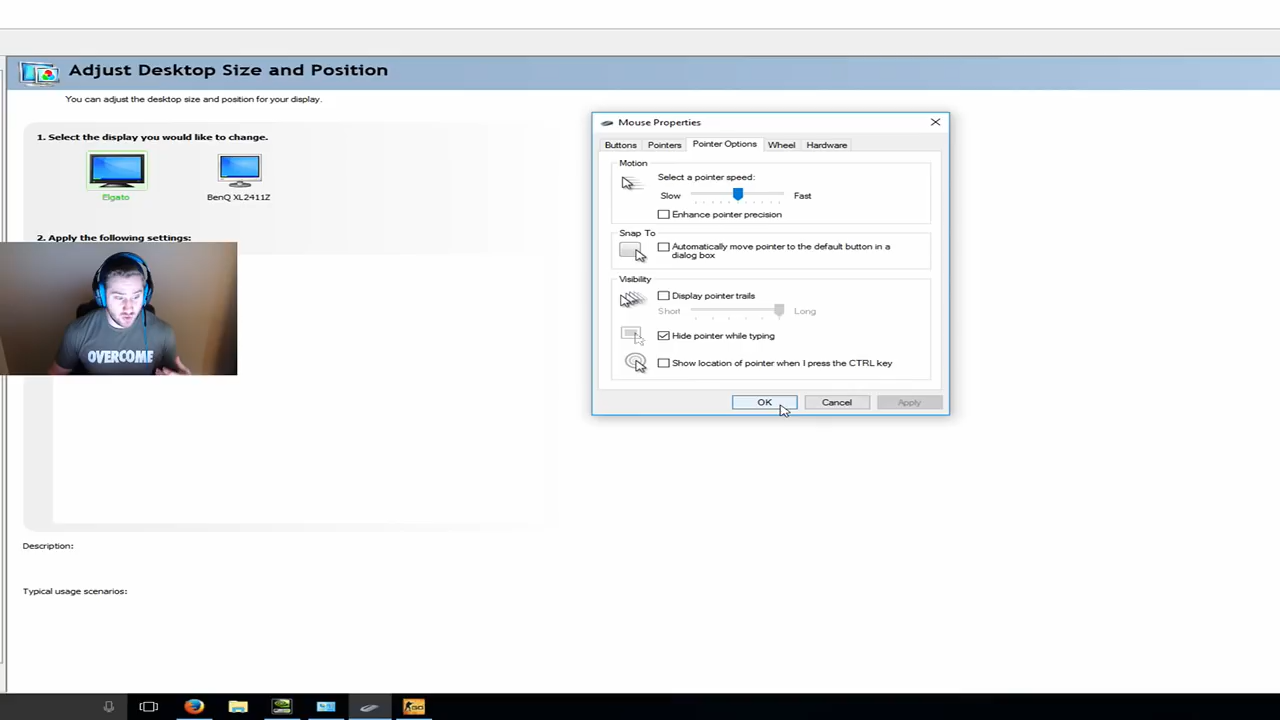 Adjust Desktop Size and Position
You can adjust the desktop size and position for your display.
1. Select the display you would like to change.
Elgato
BenQ XL2411Z
2. Apply the following settings:
OVERCOME
Description:
Typical usage scenarios:
Mouse Properties
Buttons Pointers Pointer Options Wheel Hardware
Motion
Select a pointer speed:
Slow Fast
Enhance pointer precision
Snap To
Automatically move pointer to the default button in a
dialog box
Visibility
Display pointer trails
Short Long
Hide pointer while typing
Show location of pointer when I press the CTRL key
OK Cancel Apply
GO